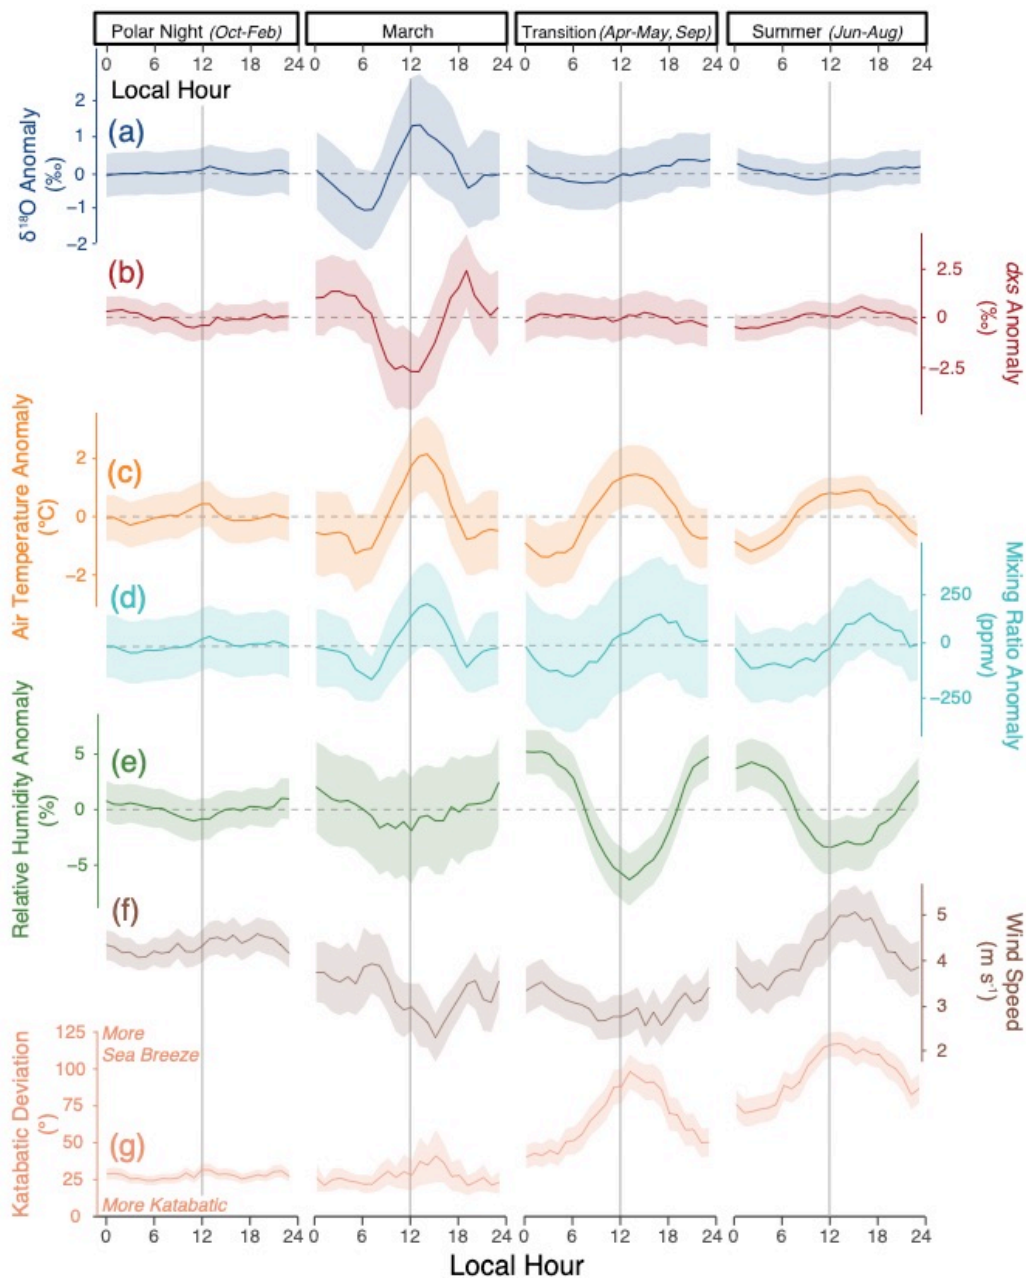 Polar Night (Oct-Feb)
March
Transition (Apr-May, Sep)
Summer (Jun-Aug)
0 6 12 18 24 0 6 12 18 24 0 6 12 18 24 0 6 12 18 24
Local Hour
(a)
δ¹⁸O Anomaly
(‰)
2
1
0
−1
−2
(b)
2.5
0
−2.5
dxs Anomaly
(‰)
(c)
Air Temperature Anomaly
(°C)
2
0
−2
(d)
250
0
−250
Mixing Ratio Anomaly
(ppmv)
(e)
Relative Humidity Anomaly
(%)
5
0
−5
(f)
5
4
3
2
Wind Speed
(m s⁻¹)
(g)
Katabatic Deviation
(°)
125
100
75
50
25
0
More
Sea Breeze
More Katabatic
0 6 12 18 24 0 6 12 18 24 0 6 12 18 24 0 6 12 18 24
Local Hour